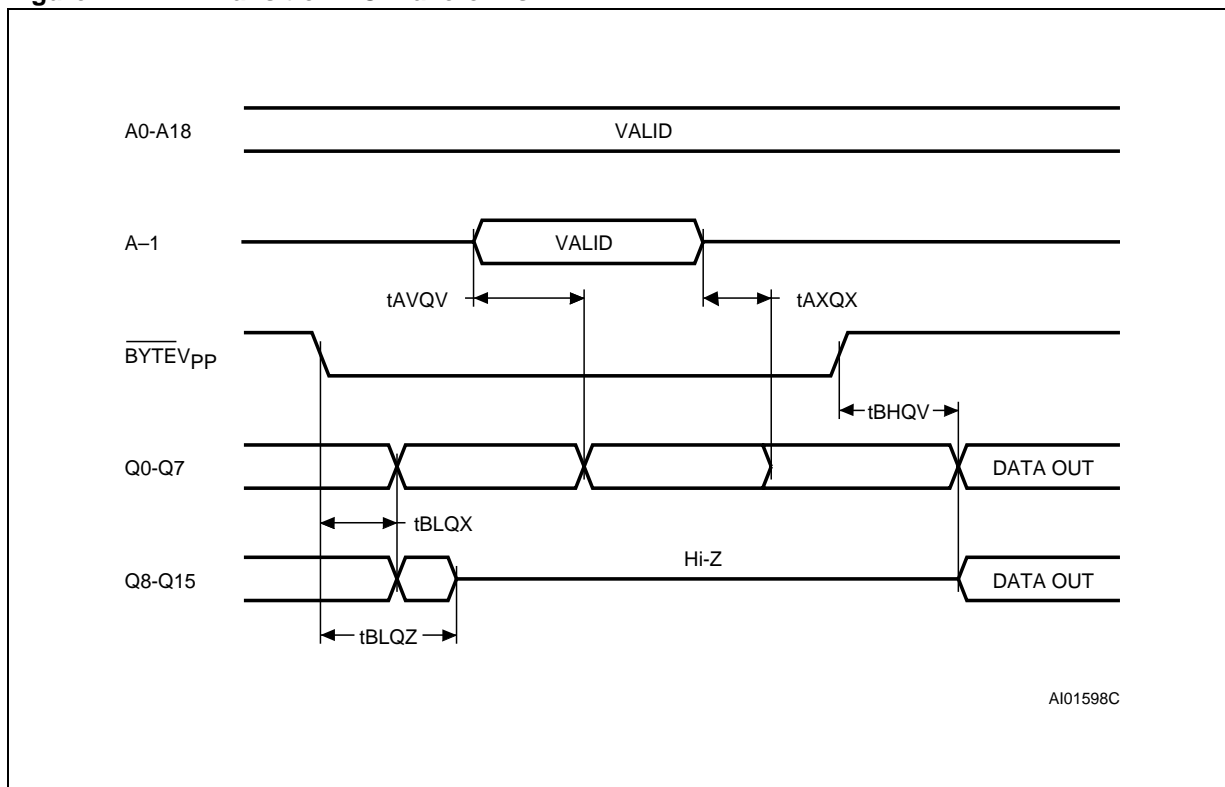 A0-A18
VALID
A–1
VALID
tAVQV
tAXQX
BYTEVPP
tBHQV
Q0-Q7
DATA OUT
tBLQX
Hi-Z
Q8-Q15
DATA OUT
tBLQZ
AI01598C